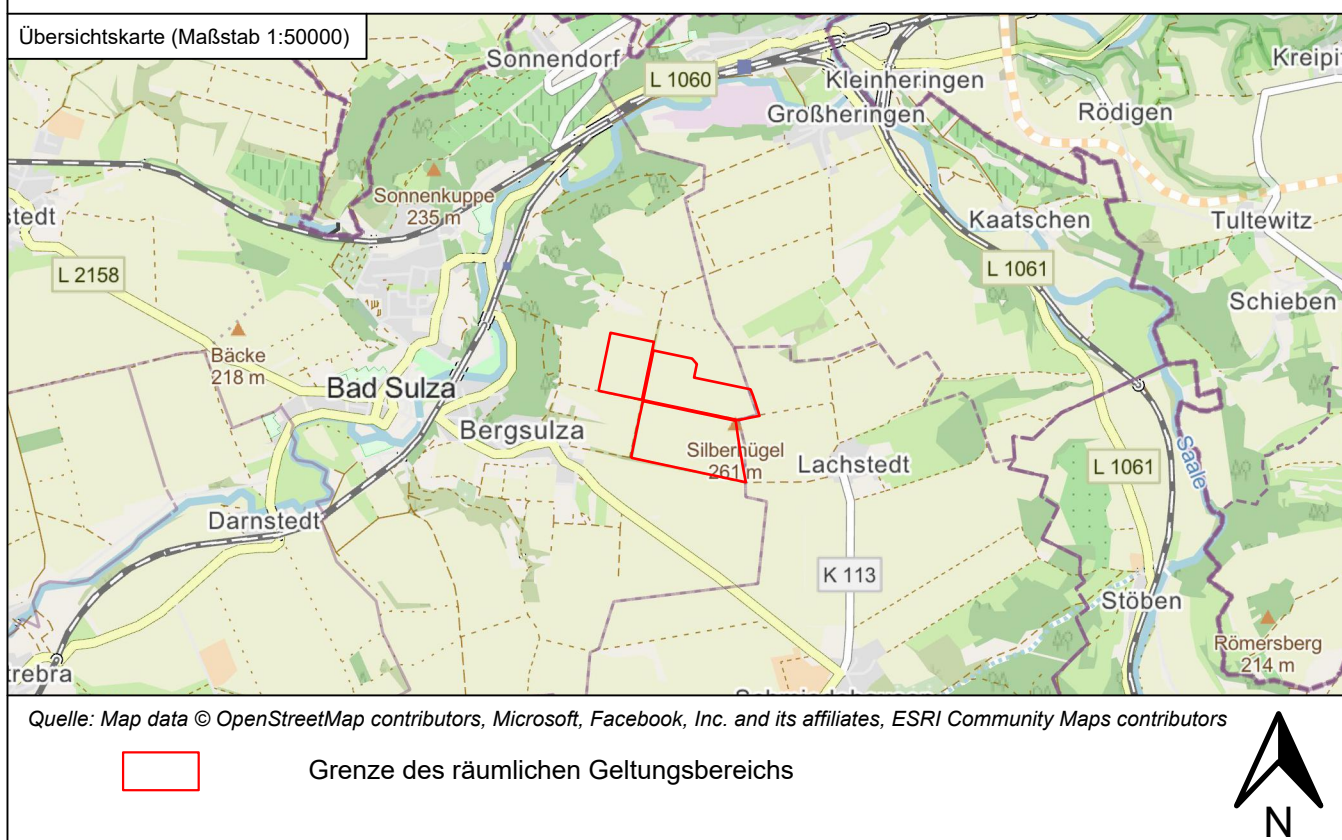 Übersichtskarte (Maßstab 1:50000)
Sonnendorf
L 1060
Kleinheringen
Großheringen
Kreipi
Rödigen
Sonnenkuppe
235 m
stedt
Kaatschen
Tultewitz
L 2158
L 1061
Schieben
Bäcke
218 m
Bad Sulza
Bergsulza
Silberhügel
261 m
Lachstedt
L 1061
Saale
Darnstedt
K 113
Stöben
Römersberg
214 m
trebra
Quelle: Map data © OpenStreetMap contributors, Microsoft, Facebook, Inc. and its affiliates, ESRI Community Maps contributors
Grenze des räumlichen Geltungsbereichs
N